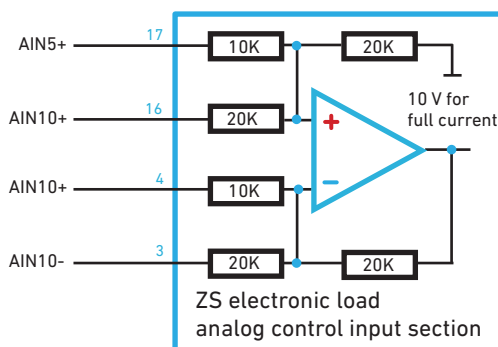 AIN5+ 17 10K 20K
10 V for
full current
AIN10+ 16 20K
+
AIN10+ 4 10K
–
AIN10- 3 20K 20K
ZS electronic load
analog control input section